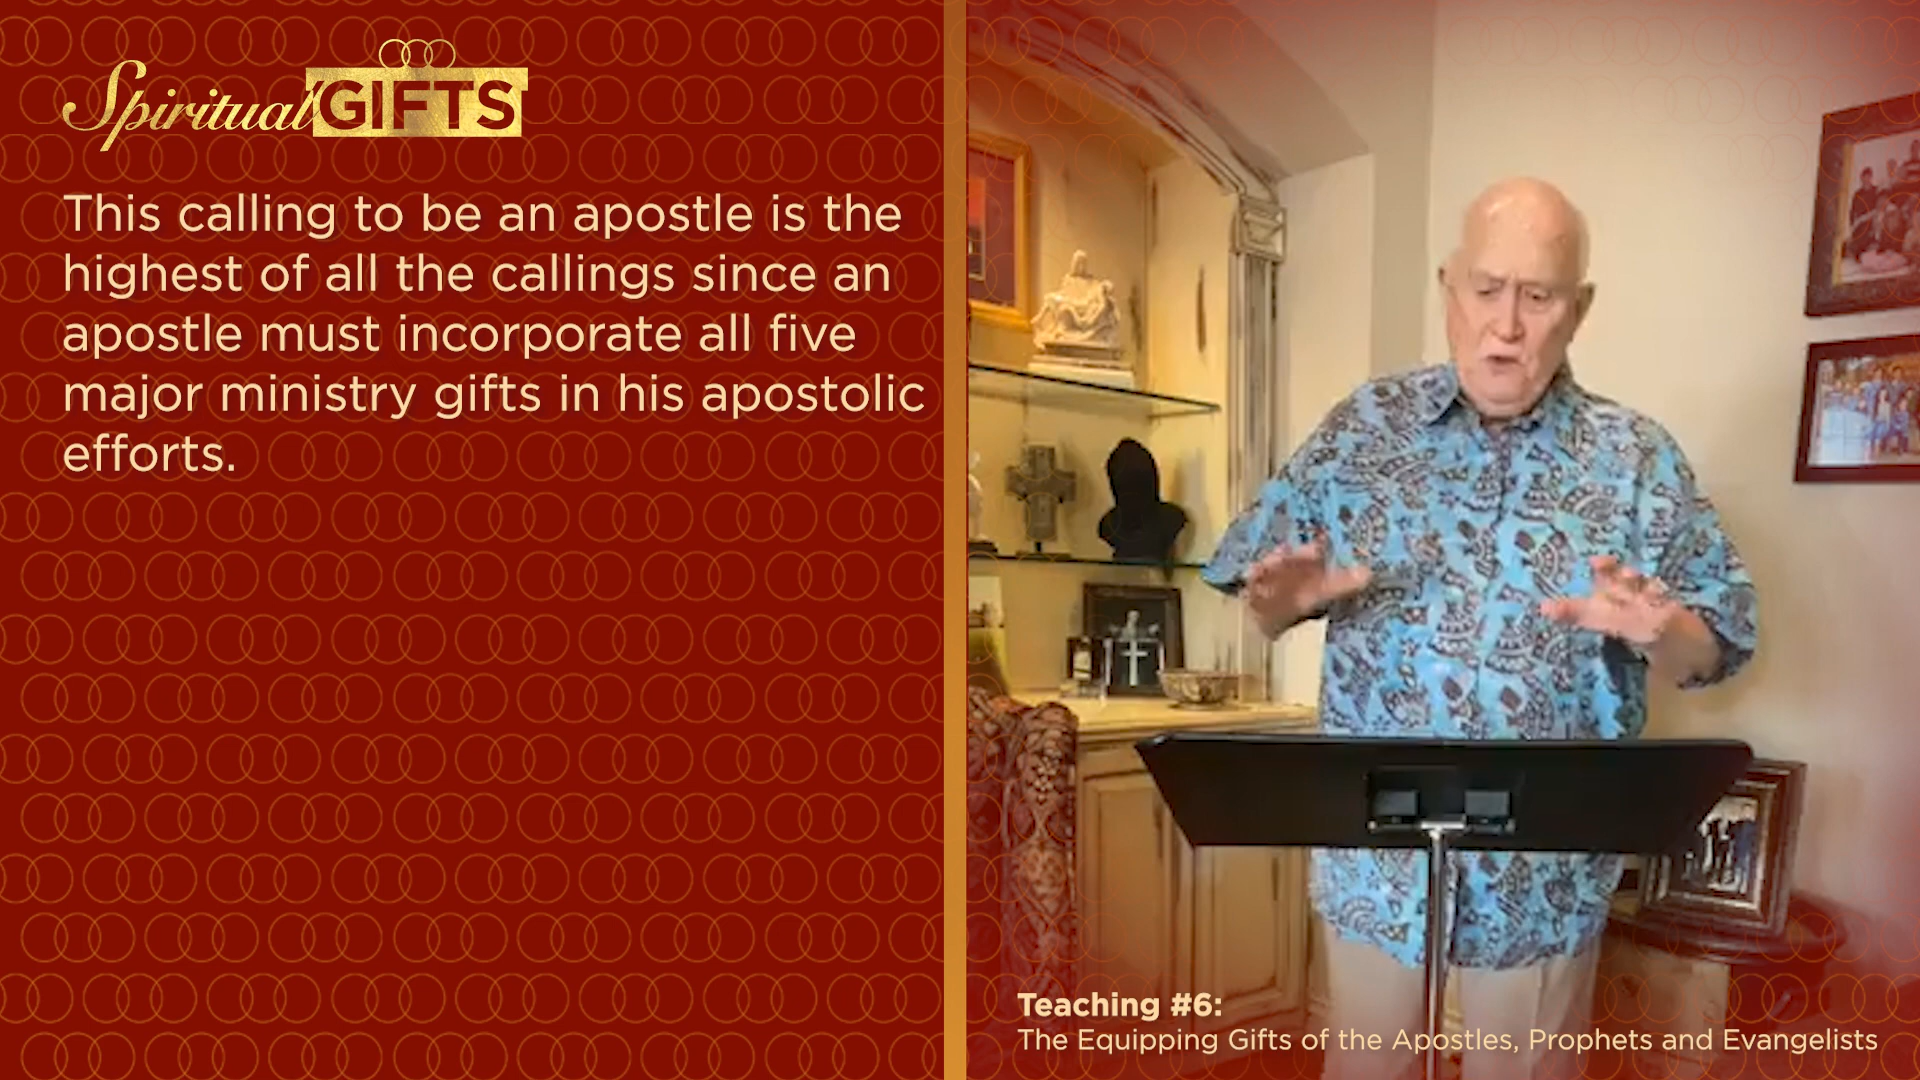 Spiritual GIFTS
This calling to be an apostle is the
highest of all the callings since an
apostle must incorporate all five
major ministry gifts in his apostolic
efforts.
Teaching #6:
The Equipping Gifts of the Apostles, Prophets and Evangelists